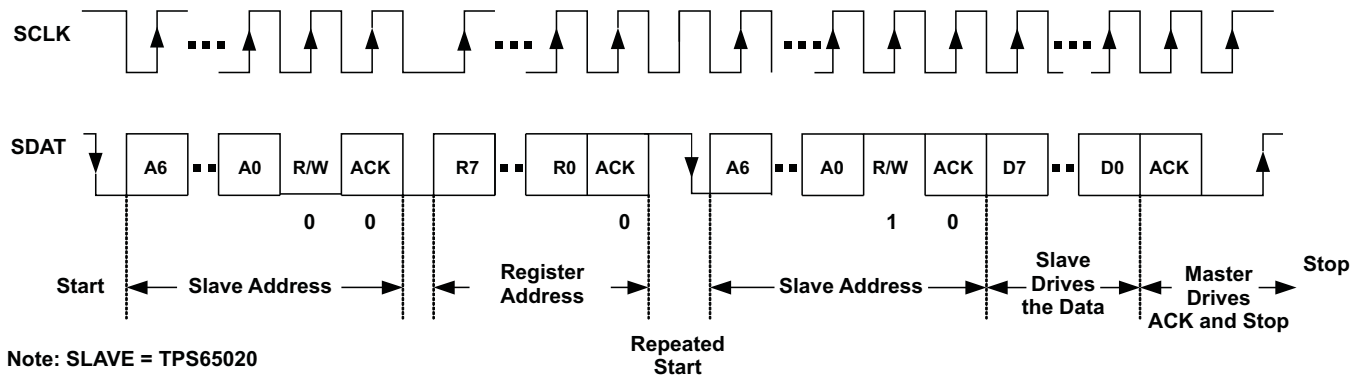 SCLK
SDAT
A6 A0 R/W ACK R7 R0 ACK A6 A0 R/W ACK D7 D0 ACK
0 0 0 1 0
Start
Slave Address
Register
Address
Repeated
Start
Slave Address
Slave
Drives
the Data
Master
Drives
ACK and Stop
Stop
Note: SLAVE = TPS65020